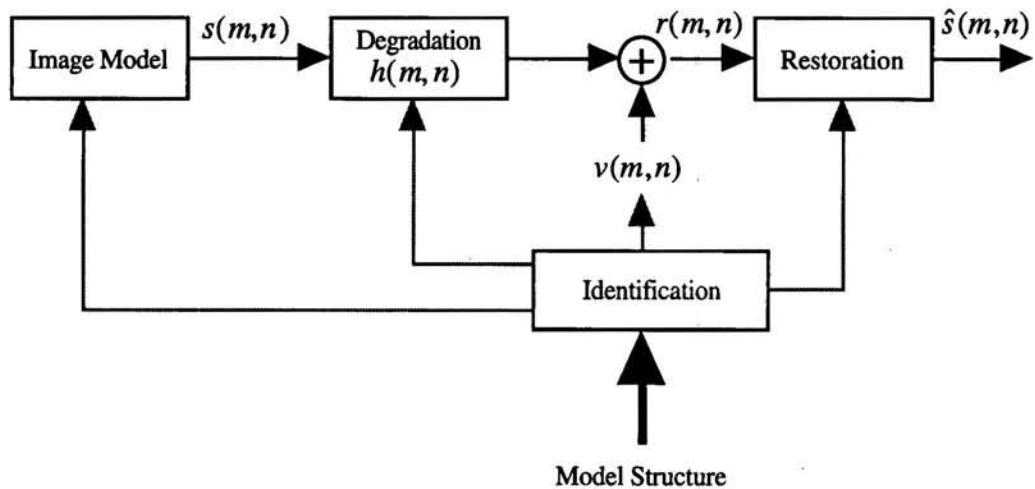 Image Model
s(m,n)
Degradation
h(m,n)
+
r(m,n)
Restoration
ŝ(m,n)
v(m,n)
Identification
Model Structure